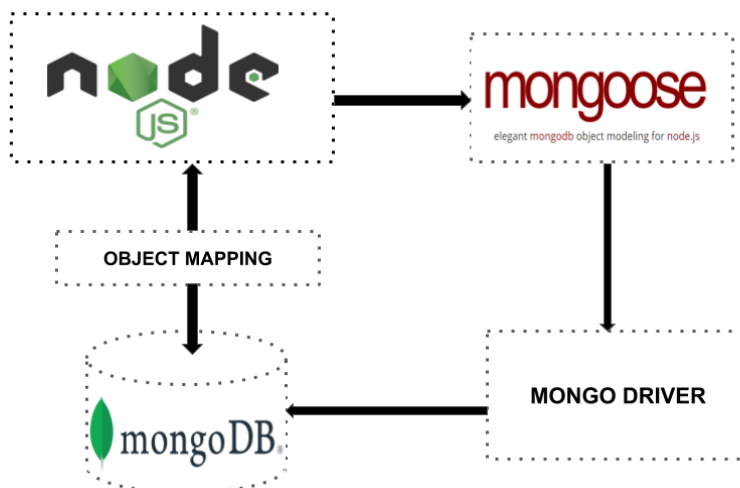 node
JS®
mongoose
elegant mongodb object modeling for node.js
OBJECT MAPPING
MONGO DRIVER
mongoDB®